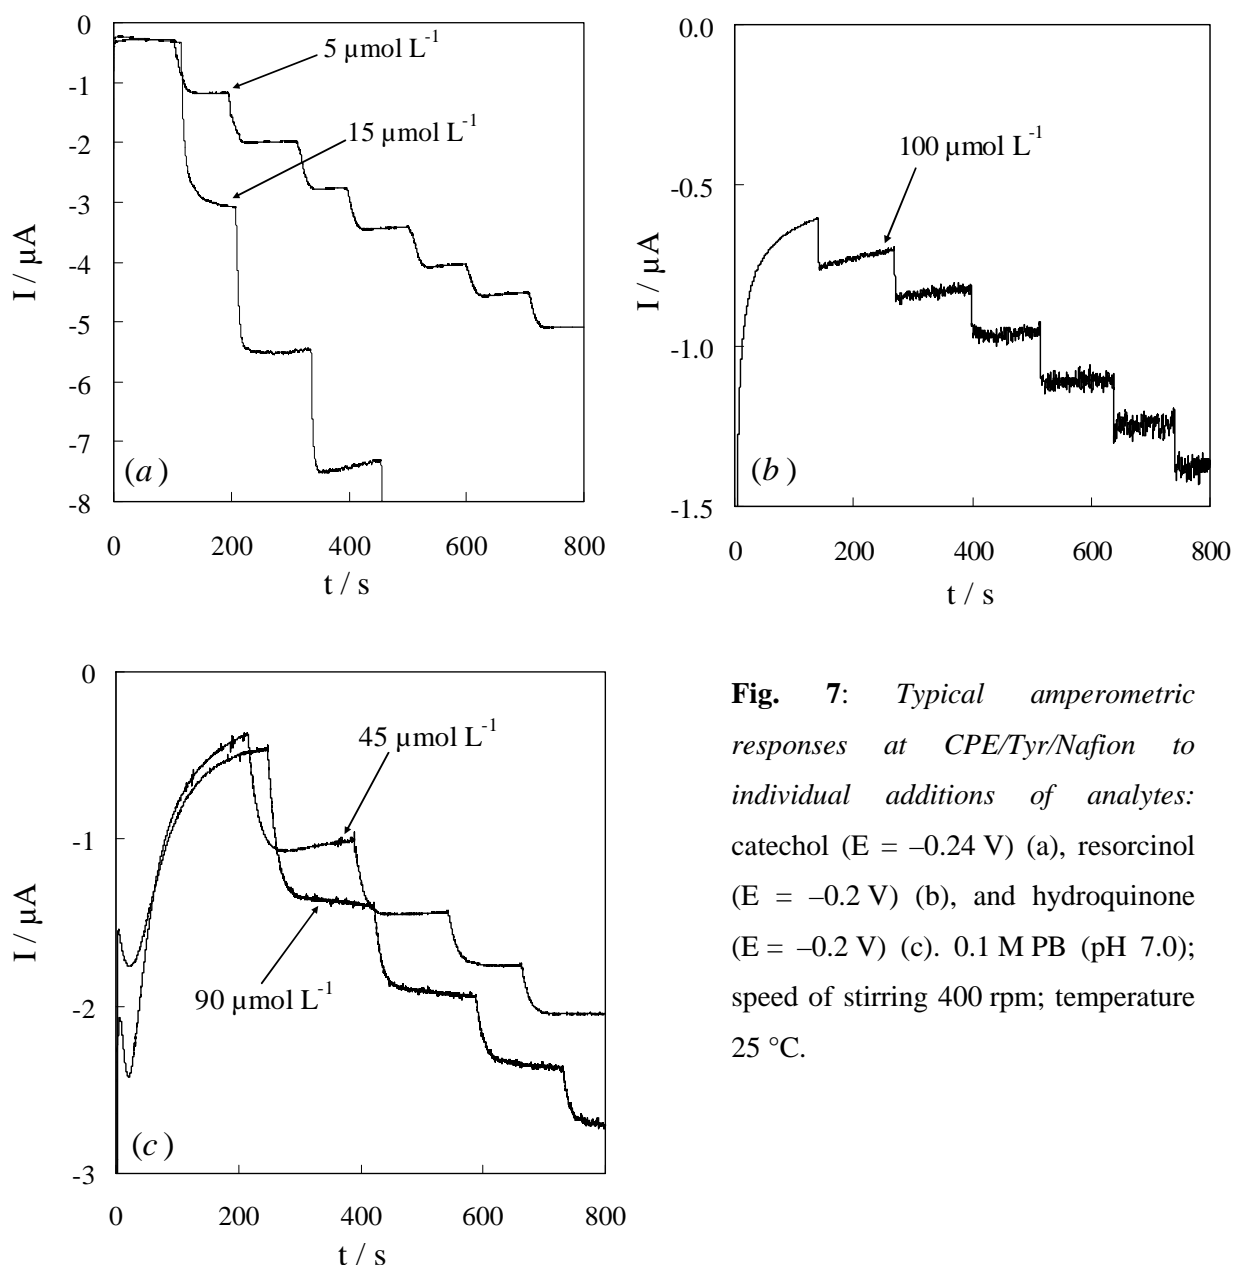 0
-1
-2
-3
-4
-5
-6
-7
-8
I / µA
5 µmol L-1
15 µmol L-1
(a)
0 200 400 600 800
t / s
0.0
-0.5
-1.0
-1.5
I / µA
100 µmol L-1
(b)
0 200 400 600 800
t / s
0
-1
-2
-3
I / µA
45 µmol L-1
90 µmol L-1
(c)
0 200 400 600 800
t / s
Fig. 7: Typical amperometric
responses at CPE/Tyr/Nafion to
individual additions of analytes:
catechol (E = –0.24 V) (a), resorcinol
(E = –0.2 V) (b), and hydroquinone
(E = –0.2 V) (c). 0.1 M PB (pH 7.0);
speed of stirring 400 rpm; temperature
25 °C.